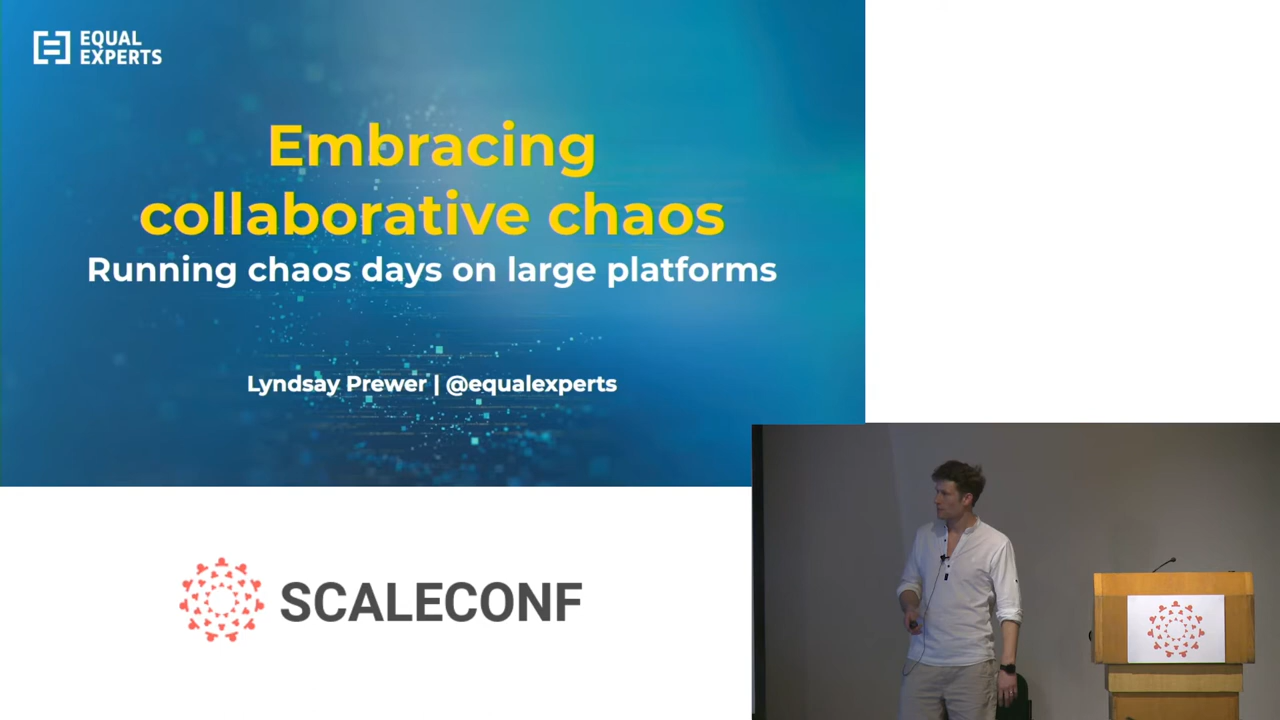 EQUAL
EXPERTS
Embracing
collaborative chaos
Running chaos days on large platforms
Lyndsay Prewer | @equalexperts
SCALECONF